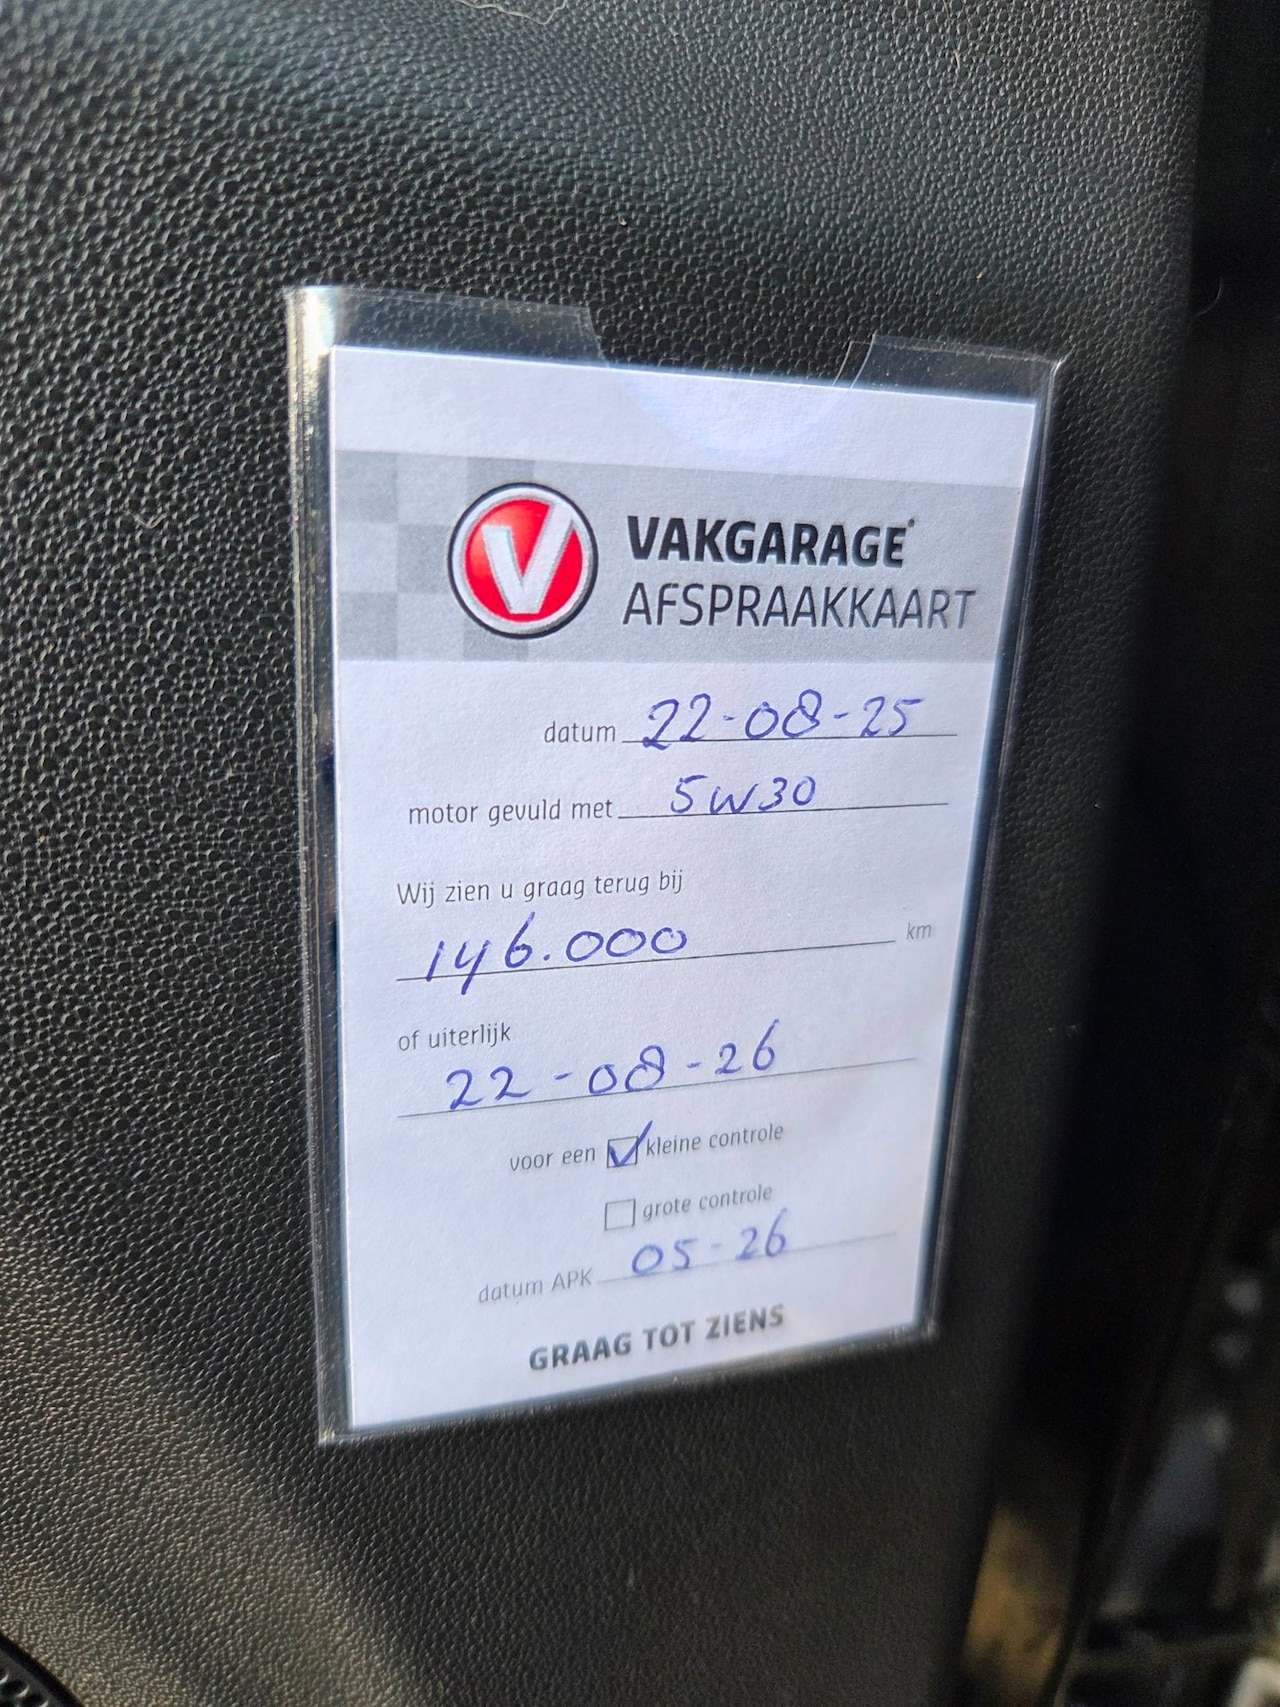 V
VAKGARAGE®
AFSPRAAKKAART
datum 22-08-25
motor gevuld met 5W30
Wij zien u graag terug bij
146.000 km
of uiterlijk
22-08-26
voor een kleine controle
grote controle
datum APK 05-26
GRAAG TOT ZIENS